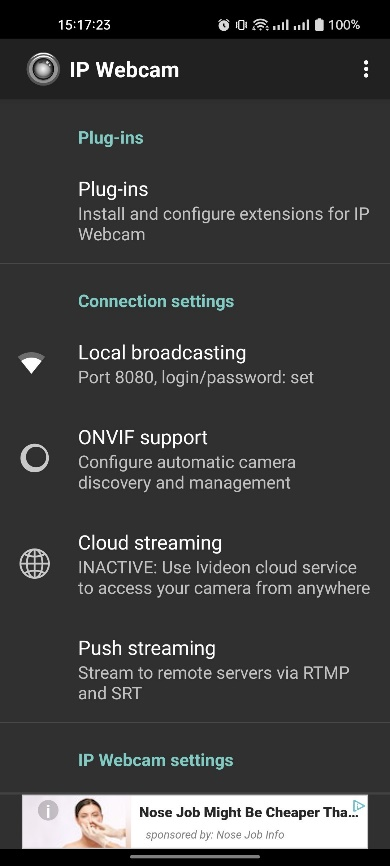 15:17:23
100%
IP Webcam
Plug-ins
Plug-ins
Install and configure extensions for IP
Webcam
Connection settings
Local broadcasting
Port 8080, login/password: set
ONVIF support
Configure automatic camera
discovery and management
Cloud streaming
INACTIVE: Use Ivideon cloud service
to access your camera from anywhere
Push streaming
Stream to remote servers via RTMP
and SRT
IP Webcam settings
Nose Job Might Be Cheaper Tha...
sponsored by: Nose Job Info